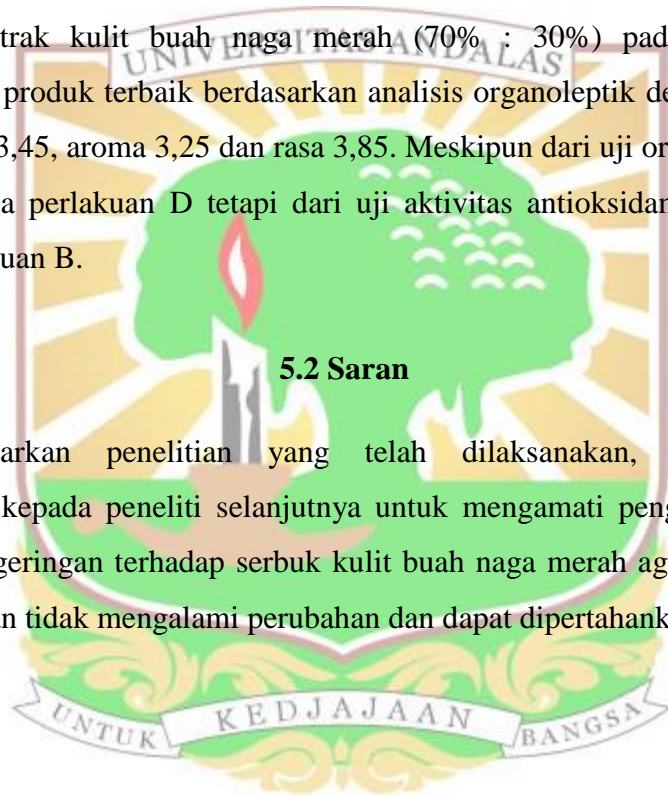 trak kulit buah naga merah (70% : 30%) pad
UNIVERSITAS ANDALAS
produk terbaik berdasarkan analisis organoleptik de
3,45, aroma 3,25 dan rasa 3,85. Meskipun dari uji or
a perlakuan D tetapi dari uji aktivitas antioksidan
uan B.
5.2 Saran
arkan penelitian yang telah dilaksanakan,
kepada peneliti selanjutnya untuk mengamati peng
geringan terhadap serbuk kulit buah naga merah ag
an tidak mengalami perubahan dan dapat dipertahank
UNTUK KEDJAJAAN BANGSA